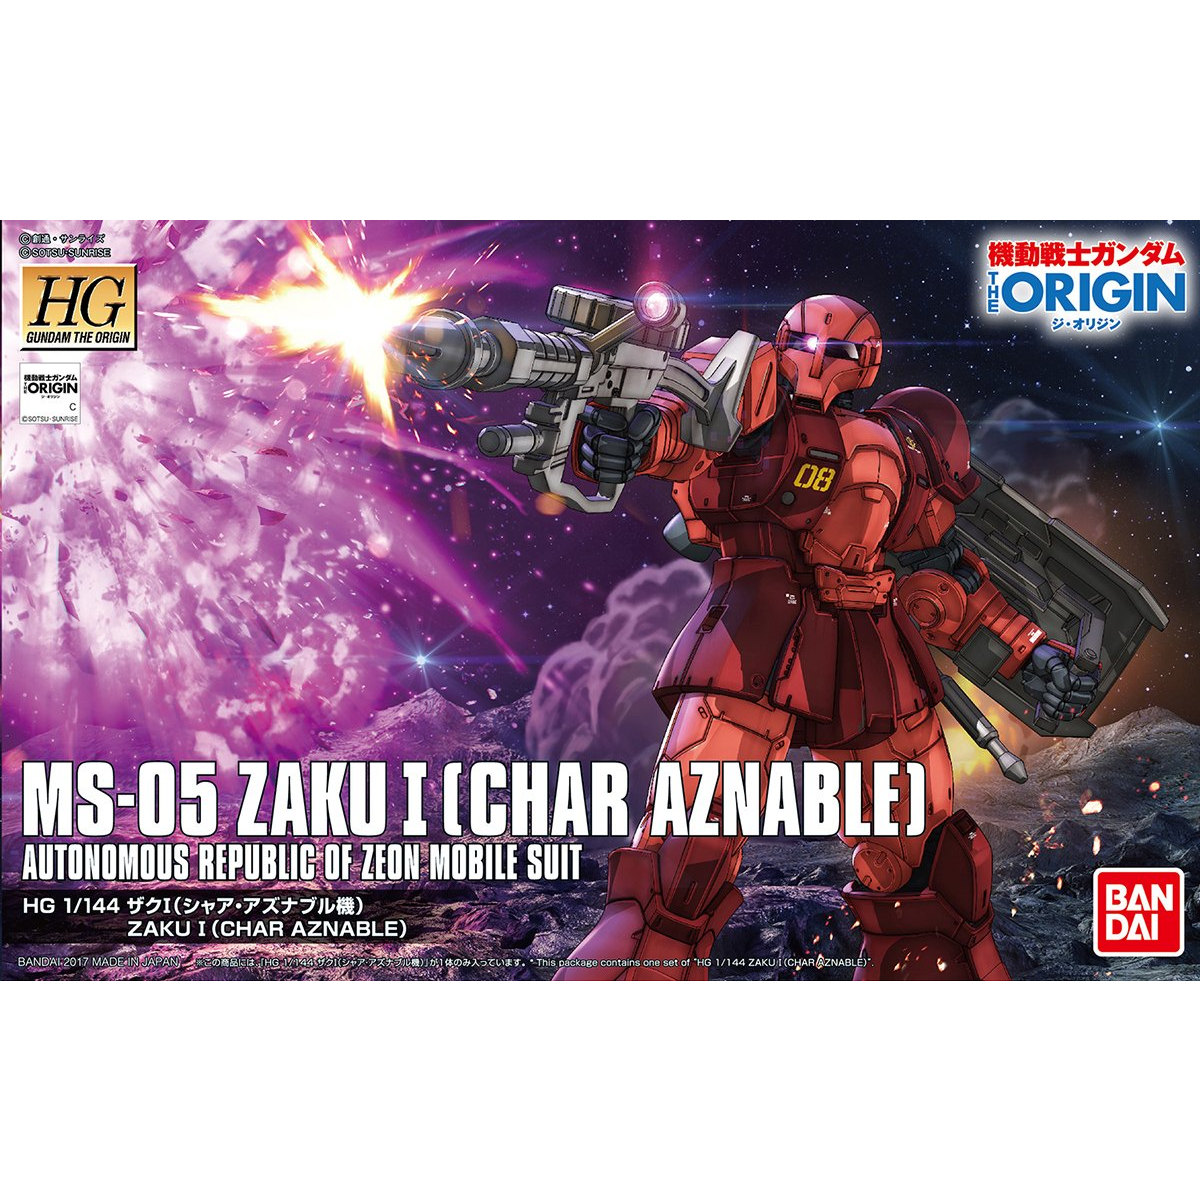 ©創通・サンライズ
©SOTSU・SUNRISE
HG
GUNDAM THE ORIGIN
機動戦士ガンダム
THE ORIGIN
ジ・オリジン
C
©SOTSU・SUNRISE
機動戦士ガンダム
THE ORIGIN
ジ・オリジン
08
MS-05 ZAKU I (CHAR AZNABLE)
AUTONOMOUS REPUBLIC OF ZEON MOBILE SUIT
HG 1/144 ザクI(シャア・アズナブル機)
ZAKU I (CHAR AZNABLE)
BANDAI 2017 MADE IN JAPAN
※この商品には、「HG 1/144 ザクI(シャア・アズナブル機)」が1体のみ入っています。 * This package contains one set of "HG 1/144 ZAKU I (CHAR AZNABLE)".
BAN
DAI